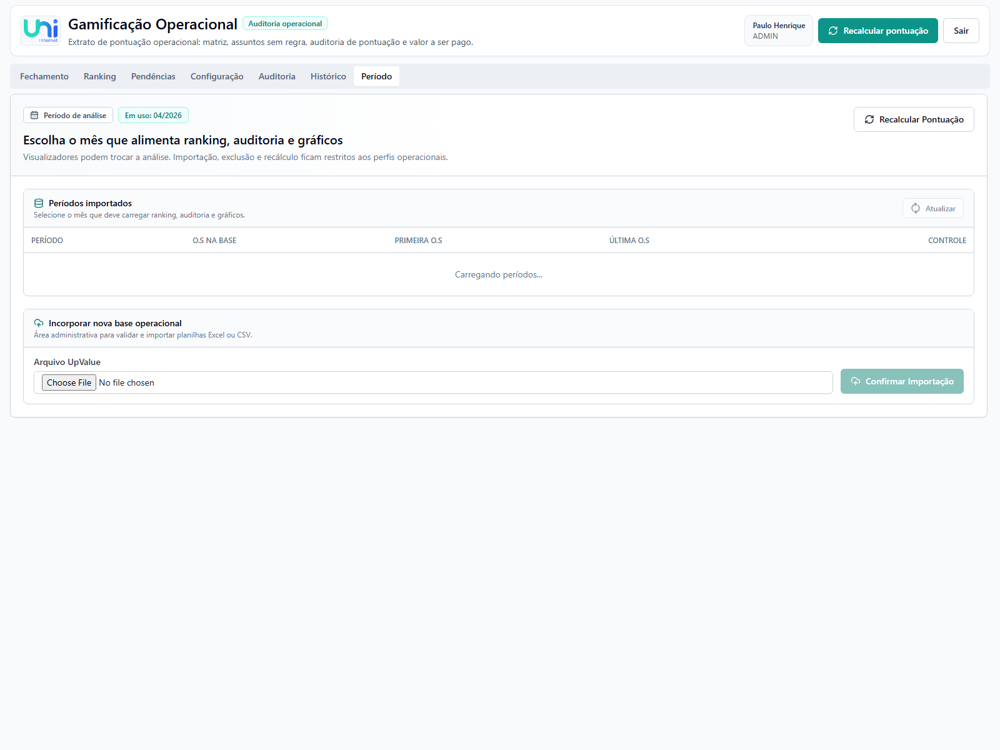 Uni
Internet
Gamificação Operacional
Auditoria operacional
Extrato de pontuação operacional: matriz, assuntos sem regra, auditoria de pontuação e valor a ser pago.
Paulo Henrique
ADMIN
Recalcular pontuação
Sair
Fechamento
Ranking
Pendências
Configuração
Auditoria
Histórico
Período
Período de análise
Em uso: 04/2026
Recalcular Pontuação
Escolha o mês que alimenta ranking, auditoria e gráficos
Visualizadores podem trocar a análise. Importação, exclusão e recálculo ficam restritos aos perfis operacionais.
Períodos importados
Selecione o mês que deve carregar ranking, auditoria e gráficos.
Atualizar
PERÍODO
O.S NA BASE
PRIMEIRA O.S
ÚLTIMA O.S
CONTROLE
Carregando períodos...
Incorporar nova base operacional
Área administrativa para validar e importar planilhas Excel ou CSV.
Arquivo UpValue
Choose File No file chosen
Confirmar Importação